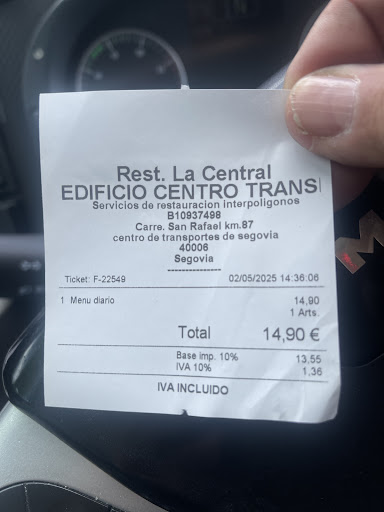 Rest. La Central
EDIFICIO CENTRO TRANS
Servicios de restauracion interpoligonos
B10937498
Carre. San Rafael km.87
centro de transportes de segovia
40006
Segovia
---------------
Ticket: F-22549 02/05/2025 14:36:06
1 Menu diario 14,90
1 Arts.
Total 14,90 €
Base imp. 10% 13,55
IVA 10% 1,36
IVA INCLUIDO